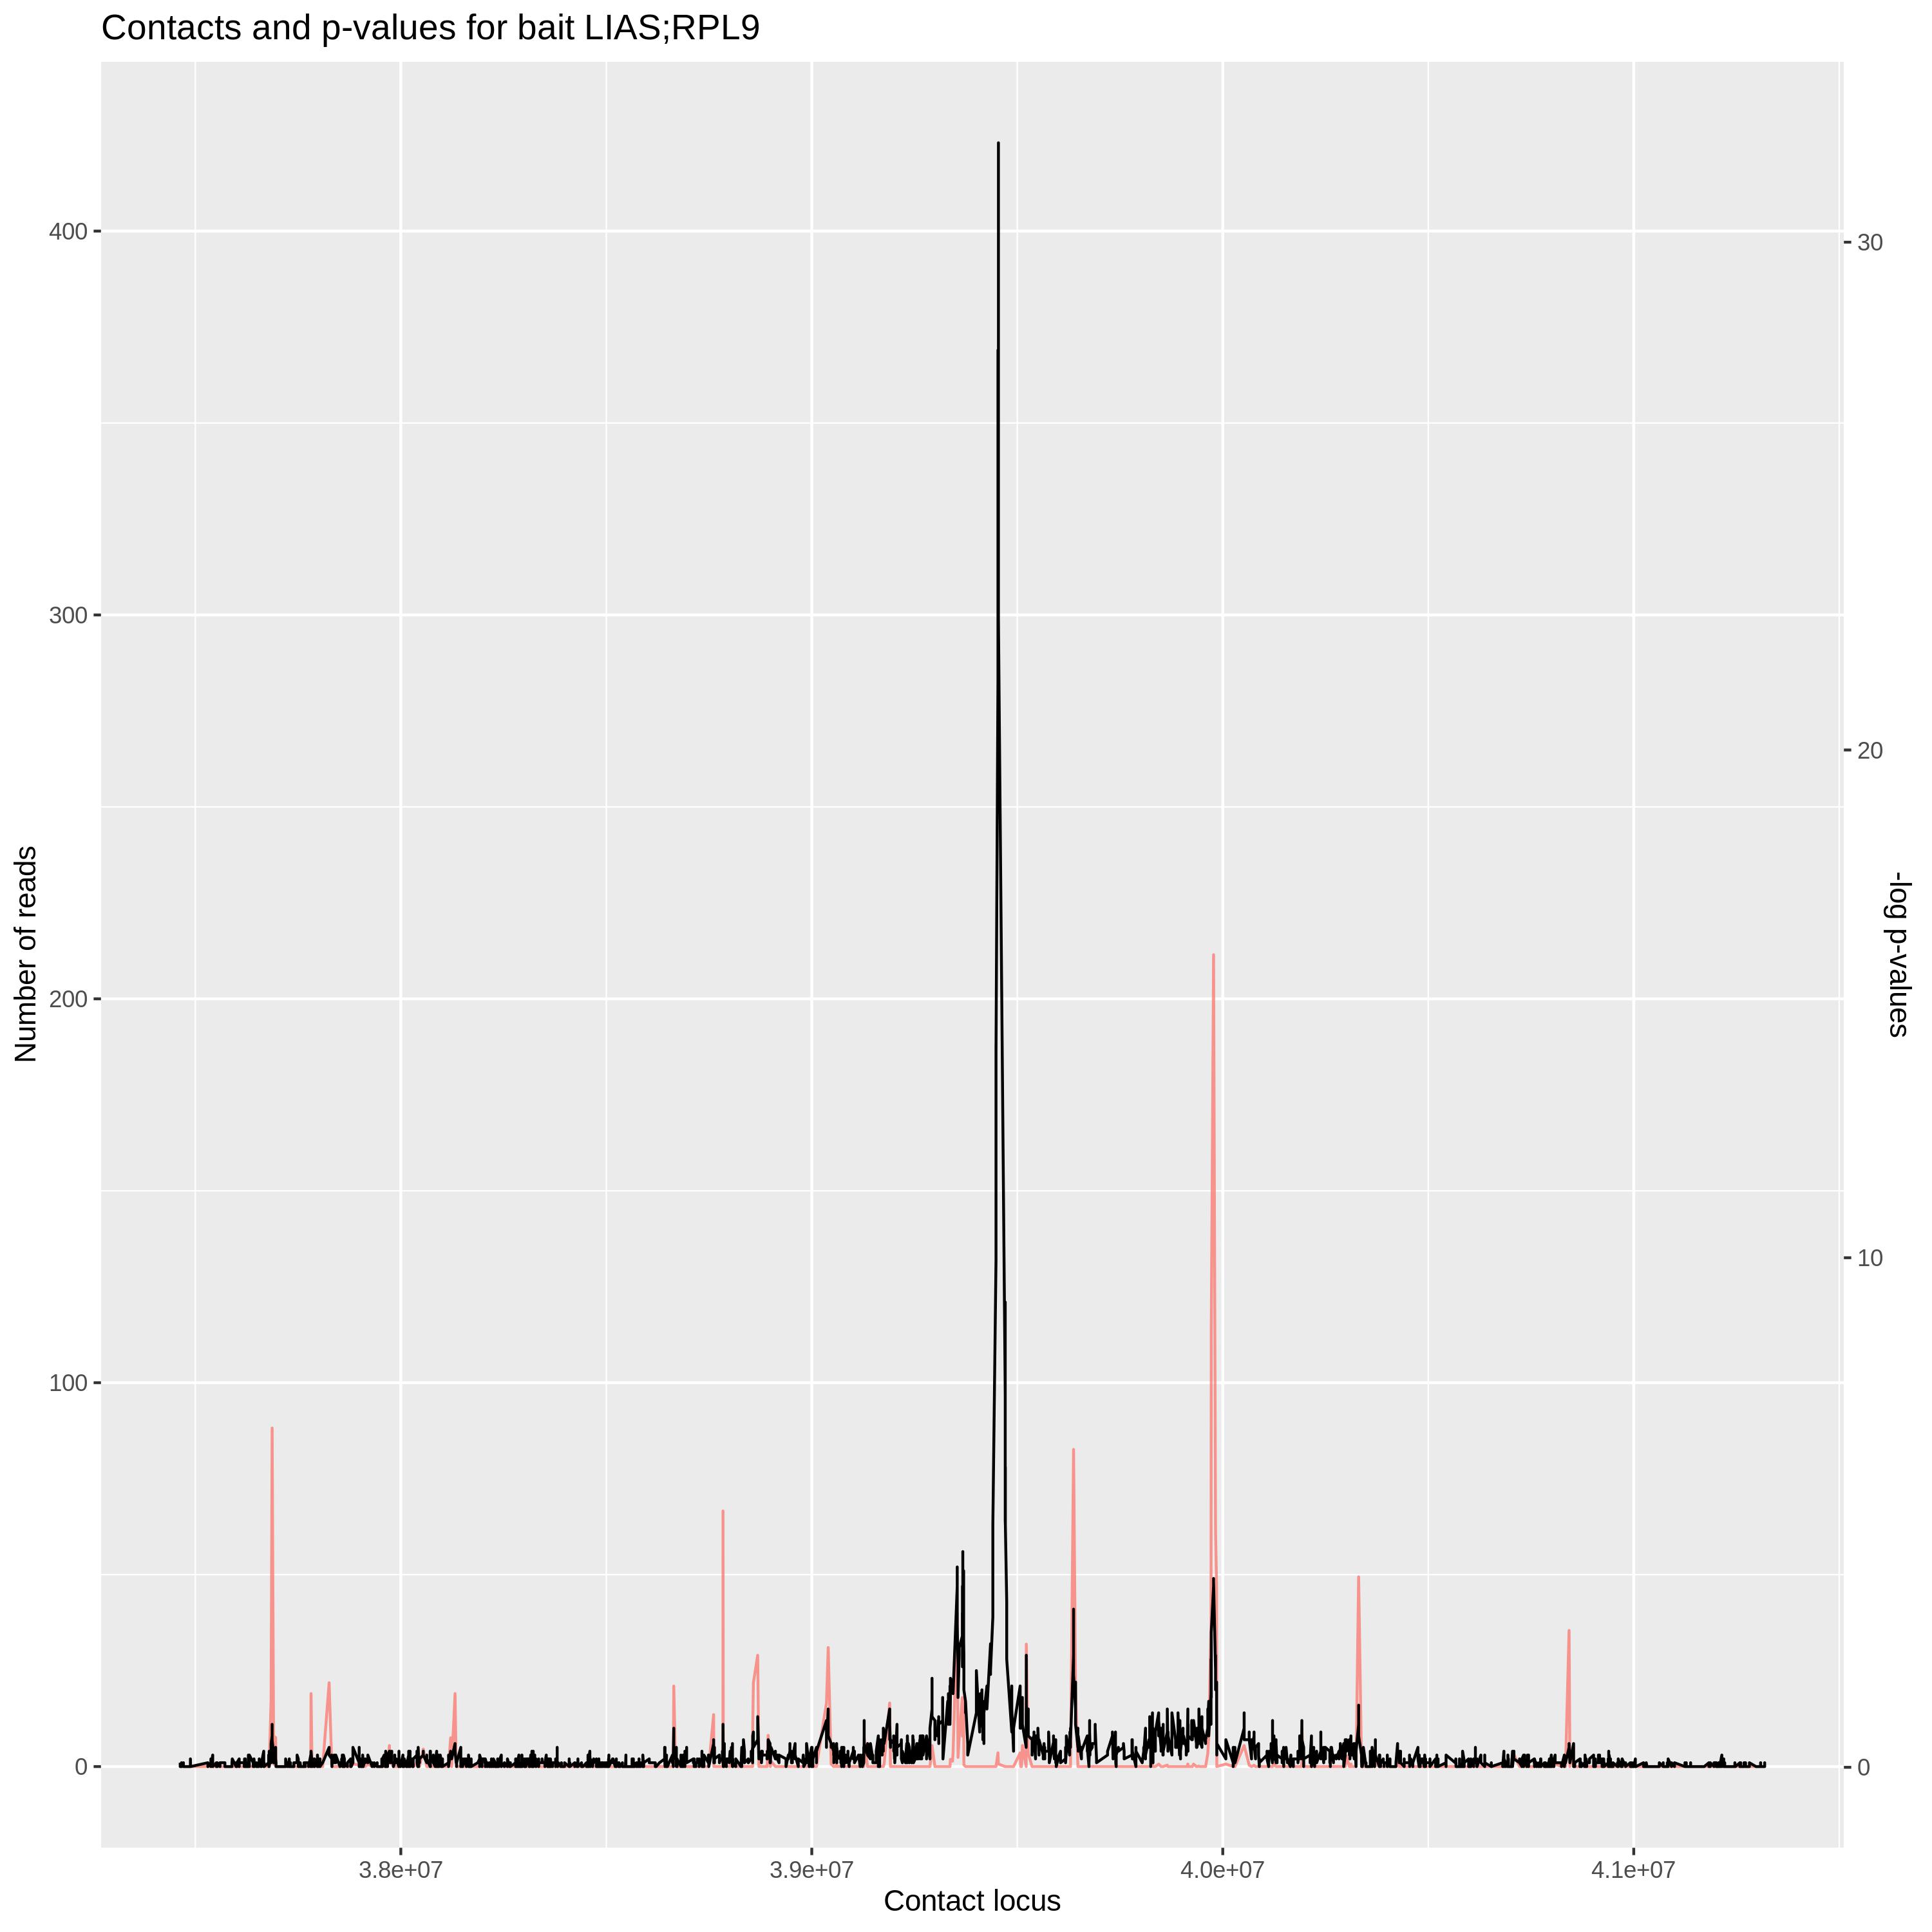 Contacts and p-values for bait LIAS;RPL9
400
300
200
100
0
Number of reads
30
20
10
0
-log p-values
3.8e+07
3.9e+07
4.0e+07
4.1e+07
Contact locus